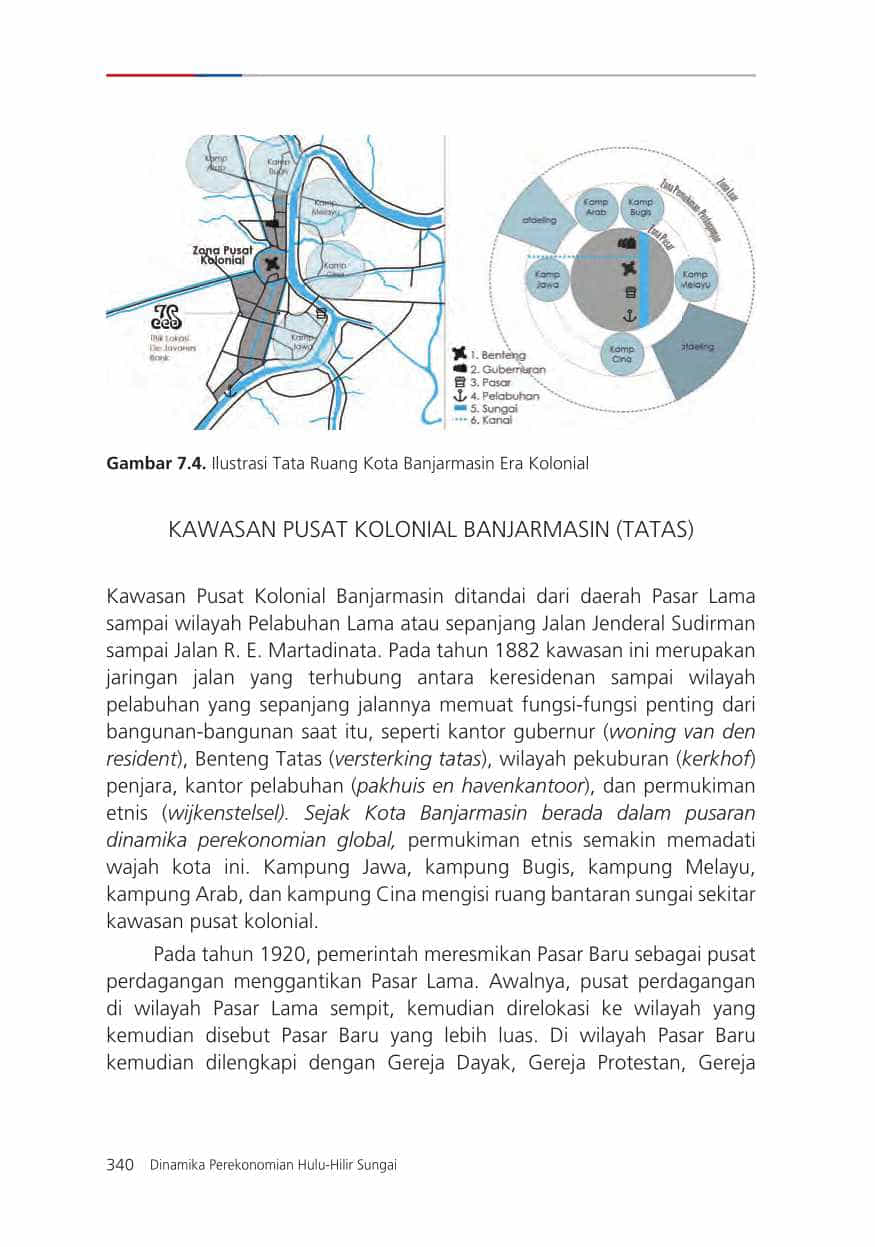 Kamp
Arab
Kamp
Bugis
Kamp
Melayu
Zona Pusat
Kolonial
Kamp
Cina
Titik Lokasi
De Javaners
Bank
Kamp
Jawa
1. Benteng
2. Guberniuran
3. Pasar
4. Pelabuhan
5. Sungai
6. Kanal
Zona Luar
Zona Pemukiman Perdagangan
Zona Pasar
afdeling
Kamp
Arab
Kamp
Bugis
Kamp
Jawa
Kamp
Melayu
Kamp
Cina
afdeling
Gambar 7.4. Ilustrasi Tata Ruang Kota Banjarmasin Era Kolonial
KAWASAN PUSAT KOLONIAL BANJARMASIN (TATAS)
Kawasan Pusat Kolonial Banjarmasin ditandai dari daerah Pasar Lama
sampai wilayah Pelabuhan Lama atau sepanjang Jalan Jenderal Sudirman
sampai Jalan R. E. Martadinata. Pada tahun 1882 kawasan ini merupakan
jaringan jalan yang terhubung antara keresidenan sampai wilayah
pelabuhan yang sepanjang jalannya memuat fungsi-fungsi penting dari
bangunan-bangunan saat itu, seperti kantor gubernur (woning van den
resident), Benteng Tatas (versterking tatas), wilayah pekuburan (kerkhof)
penjara, kantor pelabuhan (pakhuis en havenkantoor), dan permukiman
etnis (wijkenstelsel). Sejak Kota Banjarmasin berada dalam pusaran
dinamika perekonomian global, permukiman etnis semakin memadati
wajah kota ini. Kampung Jawa, kampung Bugis, kampung Melayu,
kampung Arab, dan kampung Cina mengisi ruang bantaran sungai sekitar
kawasan pusat kolonial.
Pada tahun 1920, pemerintah meresmikan Pasar Baru sebagai pusat
perdagangan menggantikan Pasar Lama. Awalnya, pusat perdagangan
di wilayah Pasar Lama sempit, kemudian direlokasi ke wilayah yang
kemudian disebut Pasar Baru yang lebih luas. Di wilayah Pasar Baru
kemudian dilengkapi dengan Gereja Dayak, Gereja Protestan, Gereja
340 Dinamika Perekonomian Hulu-Hilir Sungai